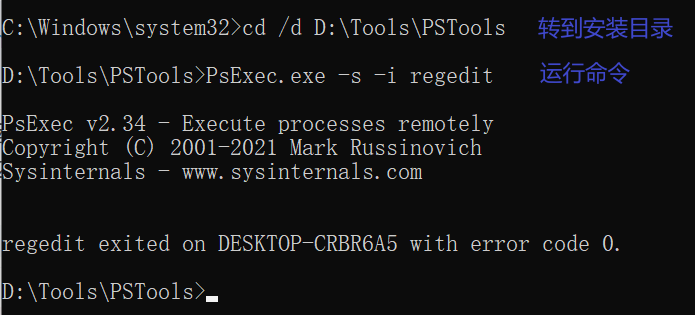 C:\Windows\system32>cd /d D:\Tools\PSTools 转到安装目录
D:\Tools\PSTools>PsExec.exe -s -i regedit 运行命令
PsExec v2.34 - Execute processes remotely
Copyright (C) 2001-2021 Mark Russinovich
Sysinternals - www.sysinternals.com
regedit exited on DESKTOP-CRBR6A5 with error code 0.
D:\Tools\PSTools>